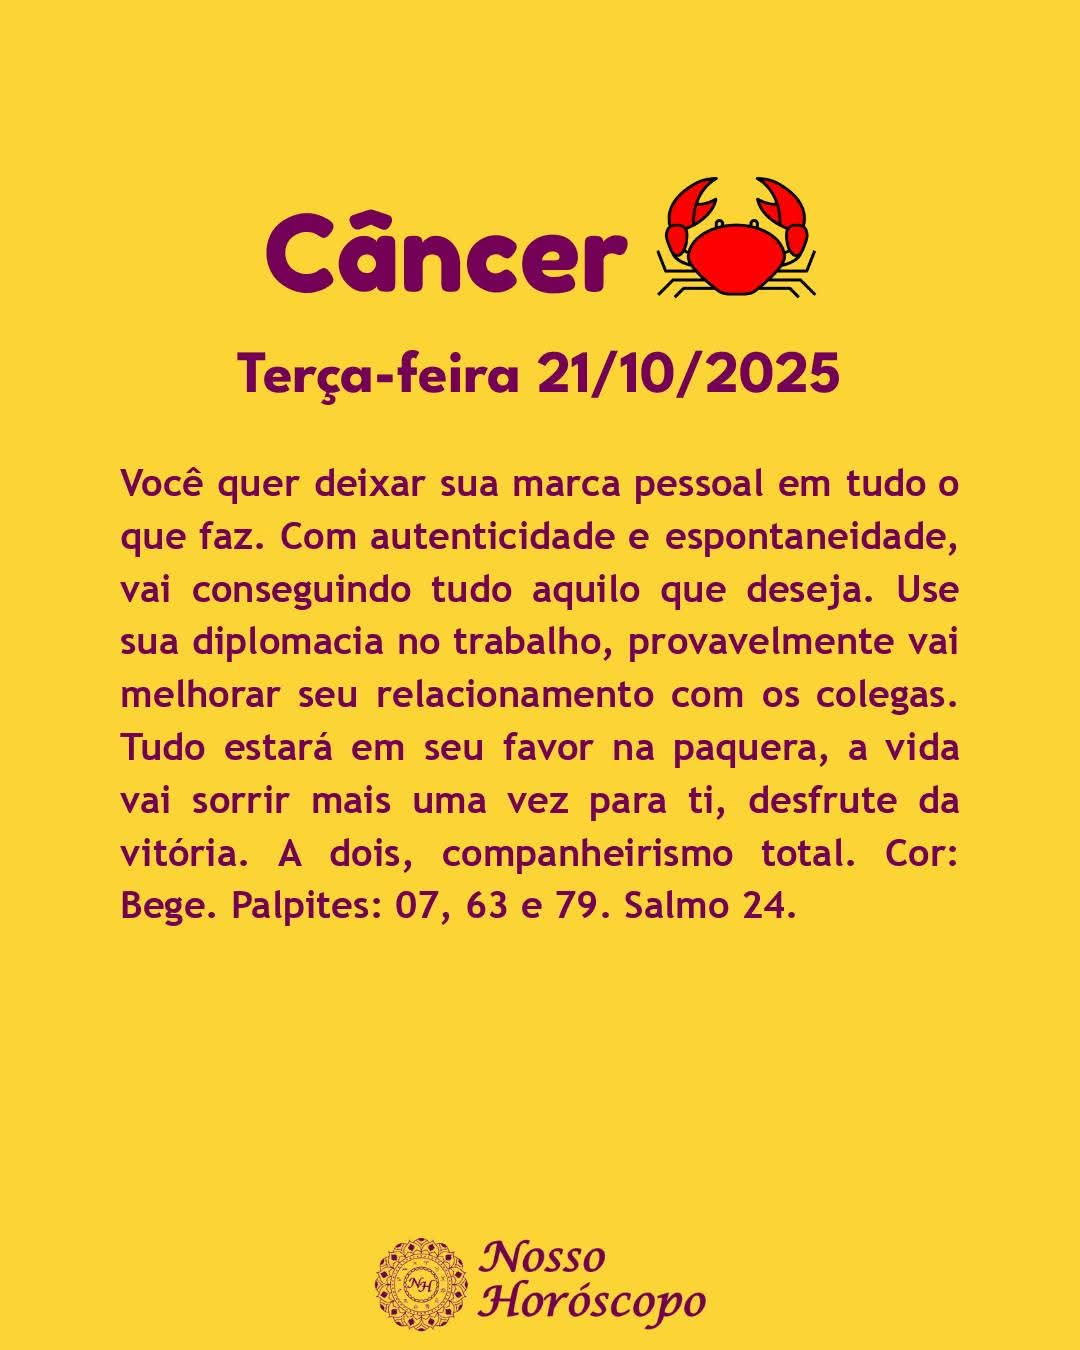 Câncer
Terça-feira 21/10/2025
Você quer deixar sua marca pessoal em tudo o
que faz. Com autenticidade e espontaneidade,
vai conseguindo tudo aquilo que deseja. Use
sua diplomacia no trabalho, provavelmente vai
melhorar seu relacionamento com os colegas.
Tudo estará em seu favor na paquera, a vida
vai sorrir mais uma vez para ti, desfrute da
vitória. A dois, companheirismo total. Cor:
Bege. Palpites: 07, 63 e 79. Salmo 24.
NH
Nosso
Horóscopo